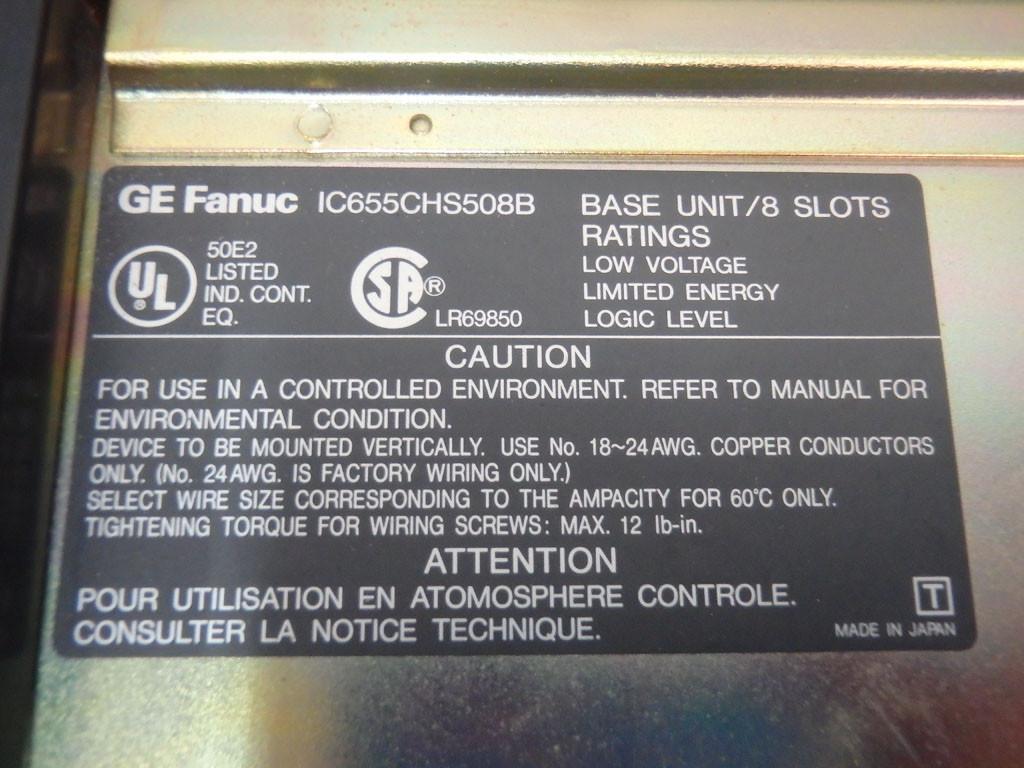 GE Fanuc IC655CHS508B
BASE UNIT/8 SLOTS
RATINGS
LOW VOLTAGE
LIMITED ENERGY
LOGIC LEVEL
UL ®
50E2
LISTED
IND. CONT.
EQ.
SA ®
LR69850
CAUTION
FOR USE IN A CONTROLLED ENVIRONMENT. REFER TO MANUAL FOR
ENVIRONMENTAL CONDITION.
DEVICE TO BE MOUNTED VERTICALLY. USE No. 18~24AWG. COPPER CONDUCTORS
ONLY. (No. 24AWG. IS FACTORY WIRING ONLY.)
SELECT WIRE SIZE CORRESPONDING TO THE AMPACITY FOR 60°C ONLY.
TIGHTENING TORQUE FOR WIRING SCREWS: MAX. 12 lb-in.
ATTENTION
POUR UTILISATION EN ATOMOSPHERE CONTROLE.
CONSULTER LA NOTICE TECHNIQUE.
T
MADE IN JAPAN